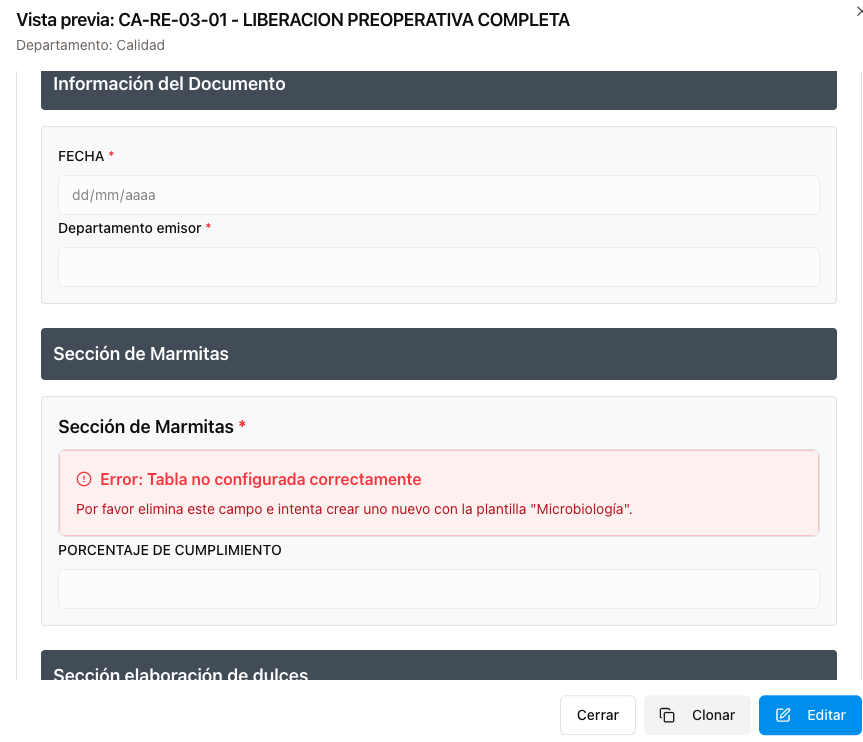 Vista previa: CA-RE-03-01 - LIBERACION PREOPERATIVA COMPLETA
Departamento: Calidad
Información del Documento
FECHA *
dd/mm/aaaa
Departamento emisor *
Sección de Marmitas
Sección de Marmitas *
Error: Tabla no configurada correctamente
Por favor elimina este campo e intenta crear uno nuevo con la plantilla "Microbiología".
PORCENTAJE DE CUMPLIMIENTO
Sección elaboración de dulces
Cerrar
Clonar
Editar